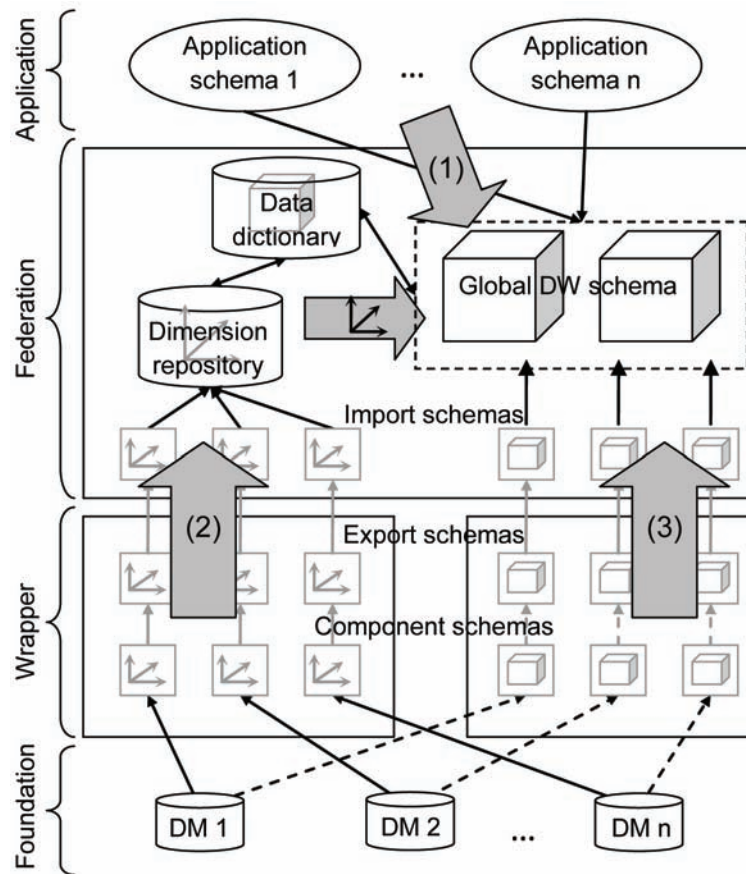 Application
Application
schema 1
...
Application
schema n
(1)
Federation
Data
dictionary
Global DW schema
Dimension
repository
Import schemas
Wrapper
(2)
Export schemas
(3)
Component schemas
Foundation
DM 1
DM 2
...
DM n